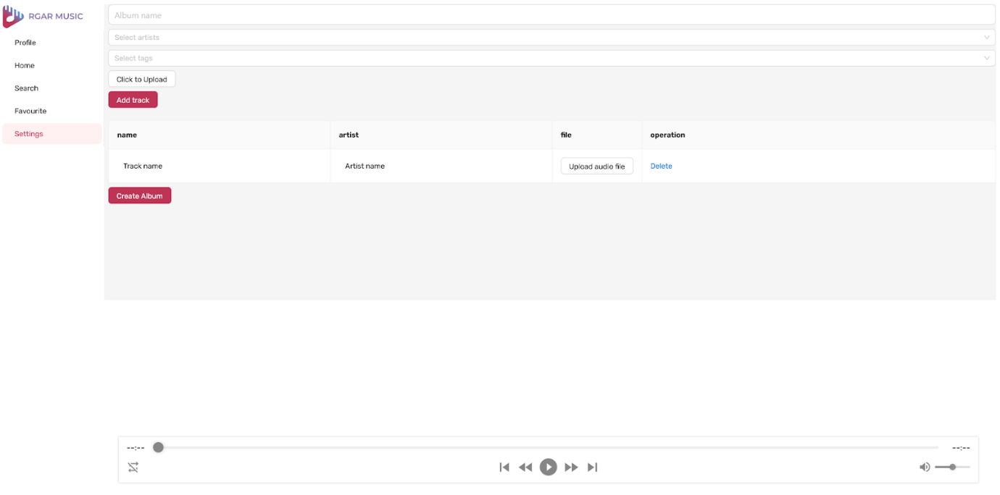 RGAR MUSIC
Profile
Home
Search
Favourite
Settings
Album name
Select artists
Select tags
Click to Upload
Add track
name artist file operation
Track name Artist name Upload audio file Delete
Create Album
--:-- --:--